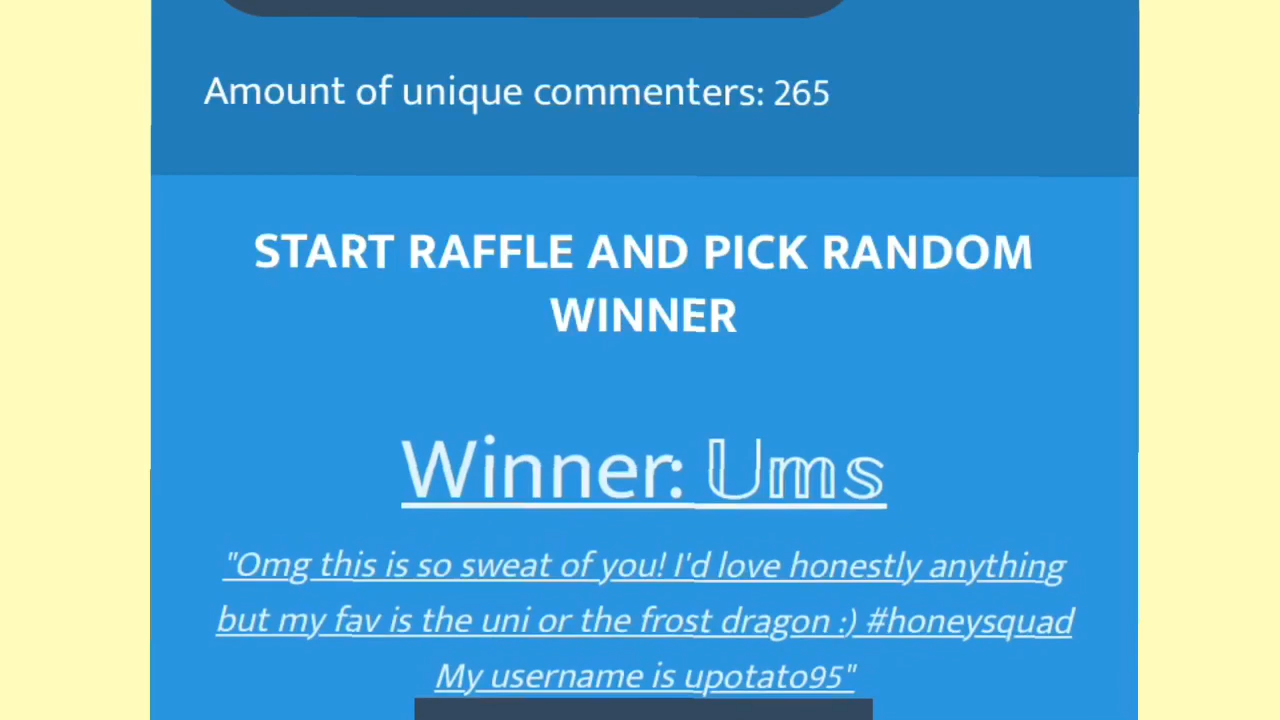 Amount of unique commenters: 265
START RAFFLE AND PICK RANDOM
WINNER
Winner: 𝕌𝕞𝕤
"Omg this is so sweat of you! I'd love honestly anything
but my fav is the uni or the frost dragon :) #honeysquad
My username is upotato95"